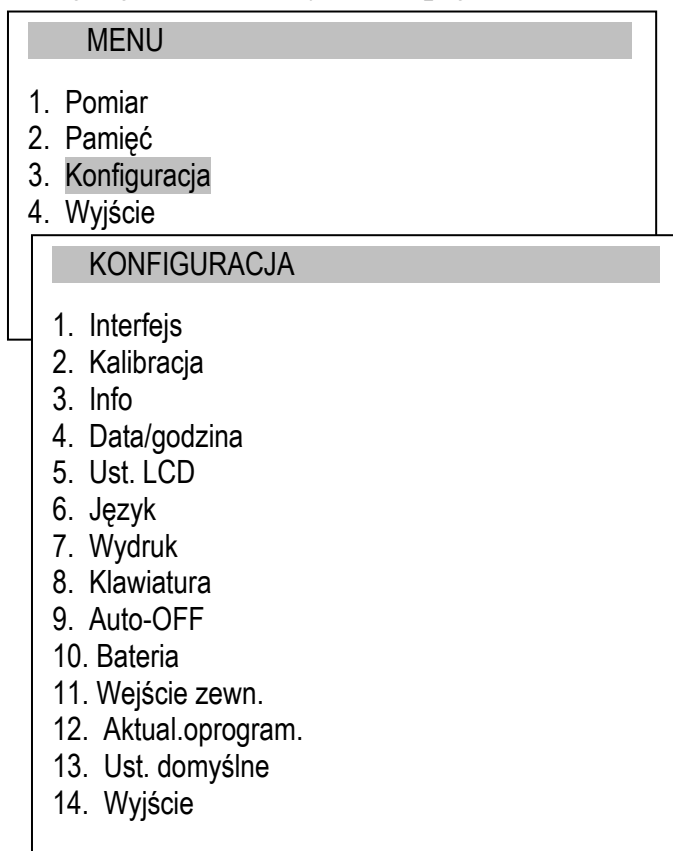 MENU
1. Pomiar
2. Pamięć
3. Konfiguracja
4. Wyjście
KONFIGURACJA
1. Interfejs
2. Kalibracja
3. Info
4. Data/godzina
5. Ust. LCD
6. Język
7. Wydruk
8. Klawiatura
9. Auto-OFF
10. Bateria
11. Wejście zewn.
12. Aktual.oprogram.
13. Ust. domyślne
14. Wyjście